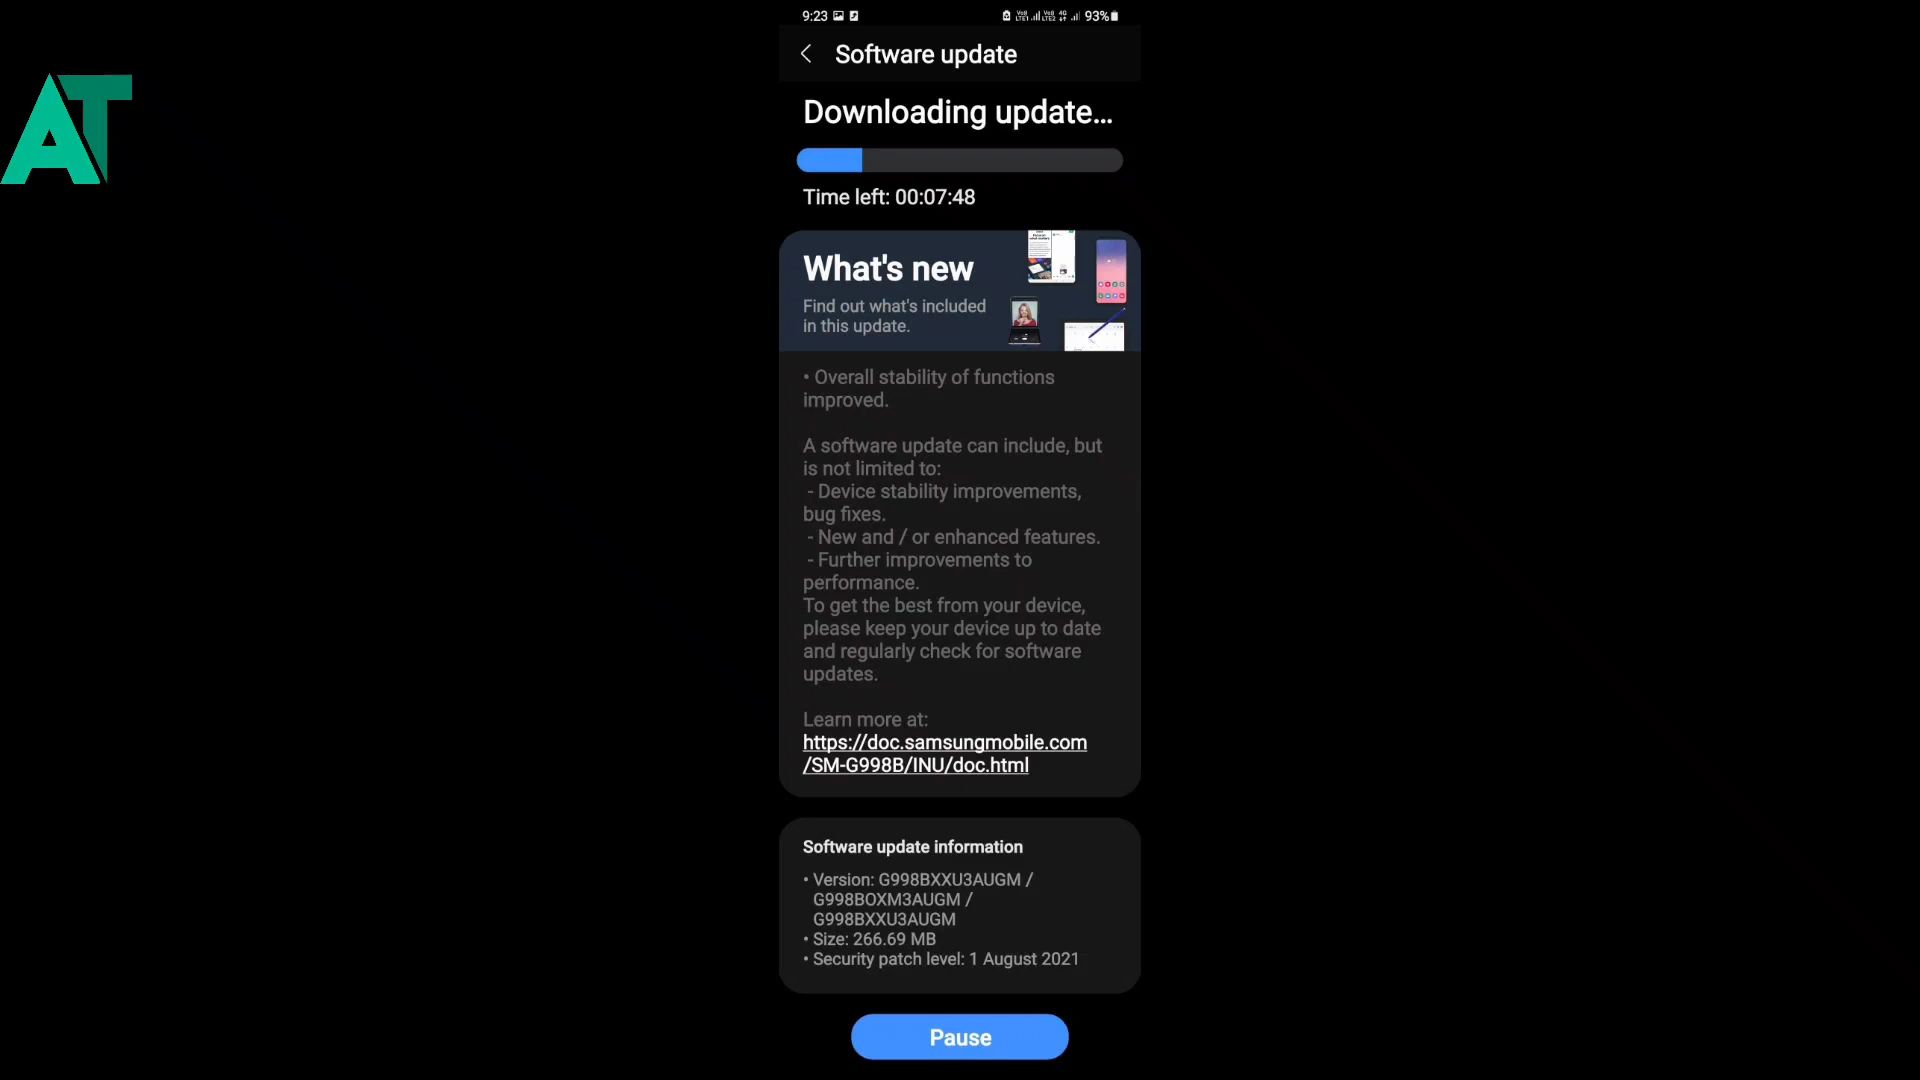 9:23
93%
AT
Software update
Downloading update...
Time left: 00:07:48
What's new
Find out what's included
in this update.
• Overall stability of functions
improved.
A software update can include, but
is not limited to:
- Device stability improvements,
bug fixes.
- New and / or enhanced features.
- Further improvements to
performance.
To get the best from your device,
please keep your device up to date
and regularly check for software
updates.
Learn more at:
https://doc.samsungmobile.com
/SM-G998B/INU/doc.html
Software update information
• Version: G998BXXU3AUGM /
G998BOXM3AUGM /
G998BXXU3AUGM
• Size: 266.69 MB
• Security patch level: 1 August 2021
Pause